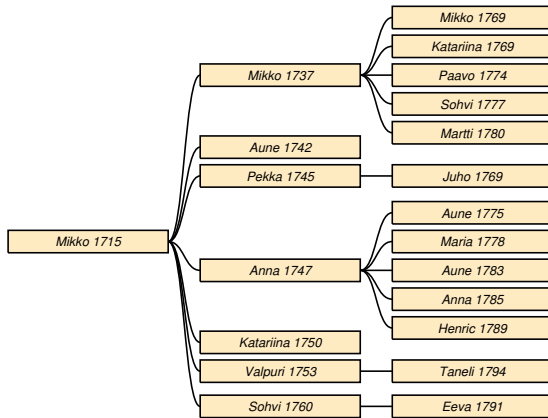 Mikko 1715
Mikko 1737
Mikko 1769
Katariina 1769
Paavo 1774
Sohvi 1777
Martti 1780
Aune 1742
Pekka 1745
Juho 1769
Anna 1747
Aune 1775
Maria 1778
Aune 1783
Anna 1785
Henric 1789
Katariina 1750
Valpuri 1753
Taneli 1794
Sohvi 1760
Eeva 1791